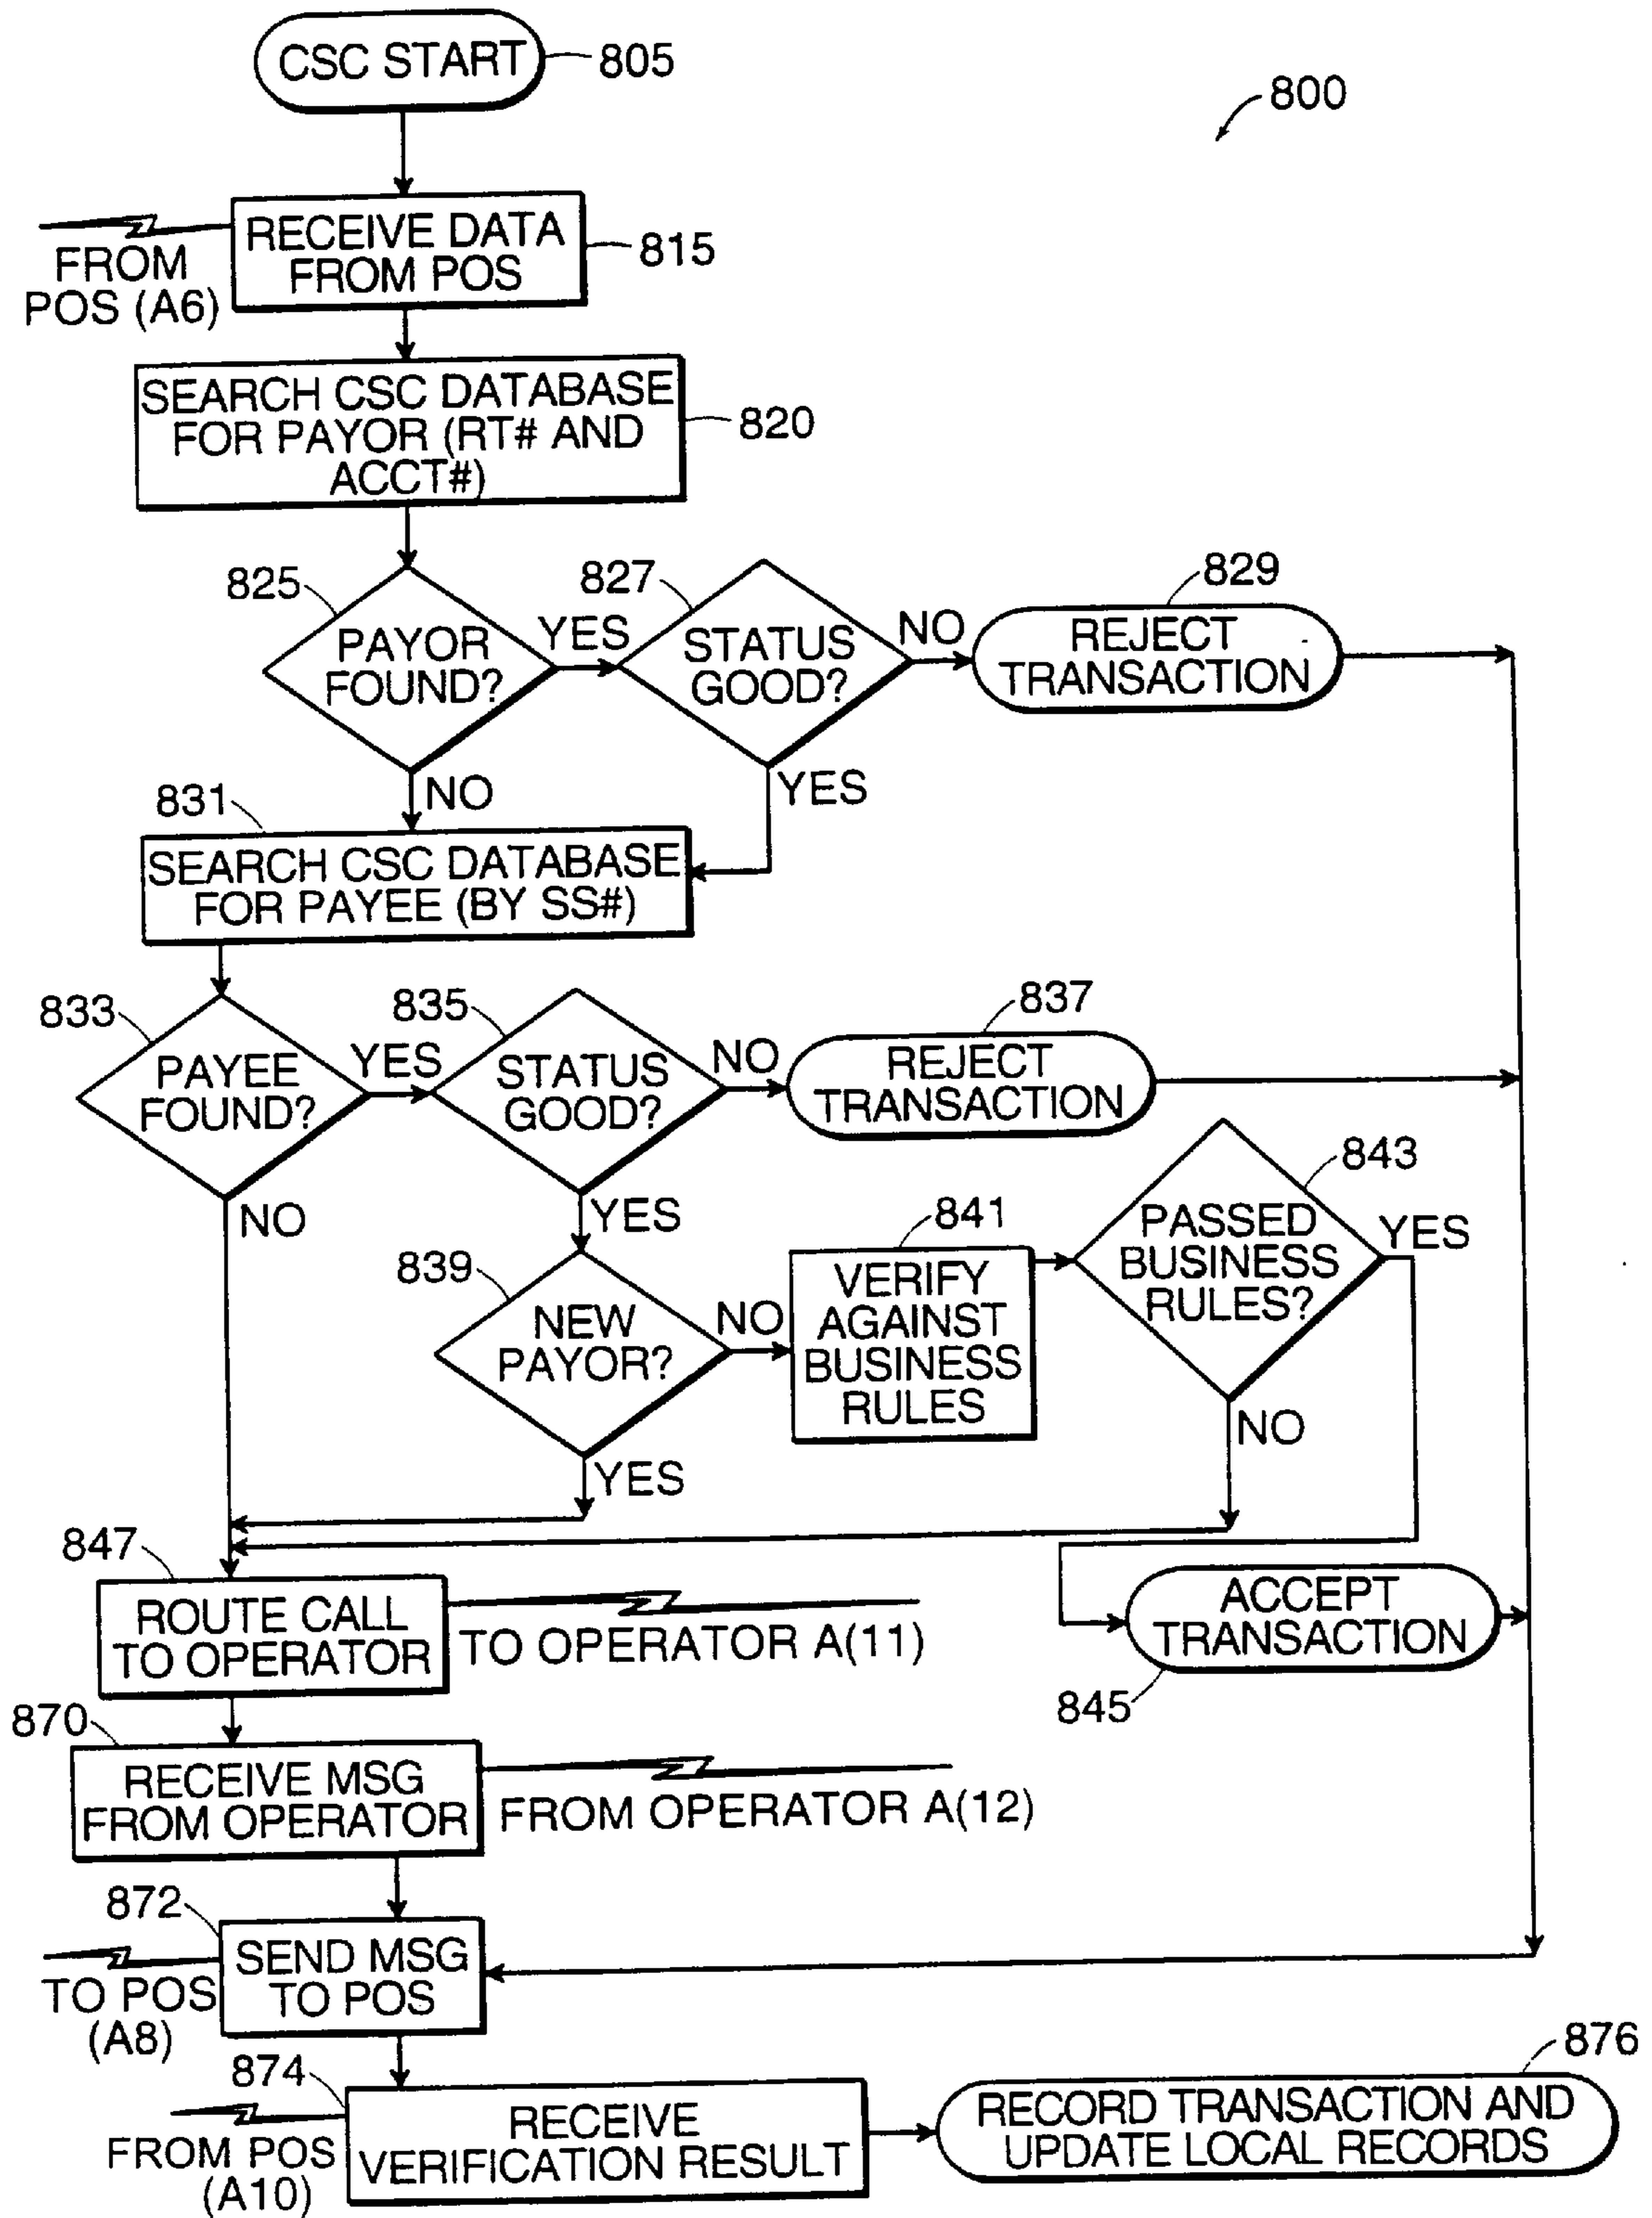 CSC START
805
800
RECEIVE DATA
FROM POS
815
FROM
POS (A6)
SEARCH CSC DATABASE
FOR PAYOR (RT# AND
ACCT#)
820
825
PAYOR
FOUND?
YES
NO
827
STATUS
GOOD?
NO
YES
829
REJECT
TRANSACTION
831
SEARCH CSC DATABASE
FOR PAYEE (BY SS#)
833
PAYEE
FOUND?
YES
NO
835
STATUS
GOOD?
NO
YES
837
REJECT
TRANSACTION
839
NEW
PAYOR?
NO
YES
841
VERIFY
AGAINST
BUSINESS
RULES
843
PASSED
BUSINESS
RULES?
YES
NO
ACCEPT
TRANSACTION
845
847
ROUTE CALL
TO OPERATOR
TO OPERATOR A(11)
870
RECEIVE MSG
FROM OPERATOR
FROM OPERATOR A(12)
872
SEND MSG
TO POS
TO POS
(A8)
874
RECEIVE
VERIFICATION RESULT
FROM POS
(A10)
876
RECORD TRANSACTION AND
UPDATE LOCAL RECORDS